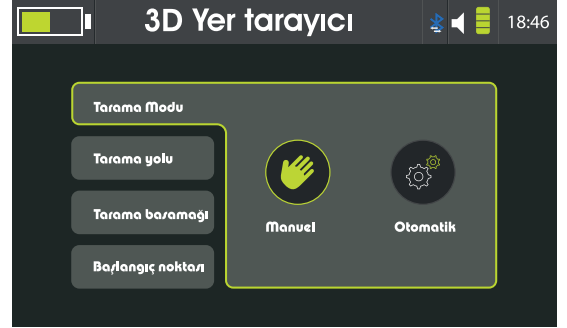 3D Yer tarayıcı
18:46
Tarama Modu
Tarama yolu
Tarama basamağı
Başlangıç noktası
Manuel
Otomatik